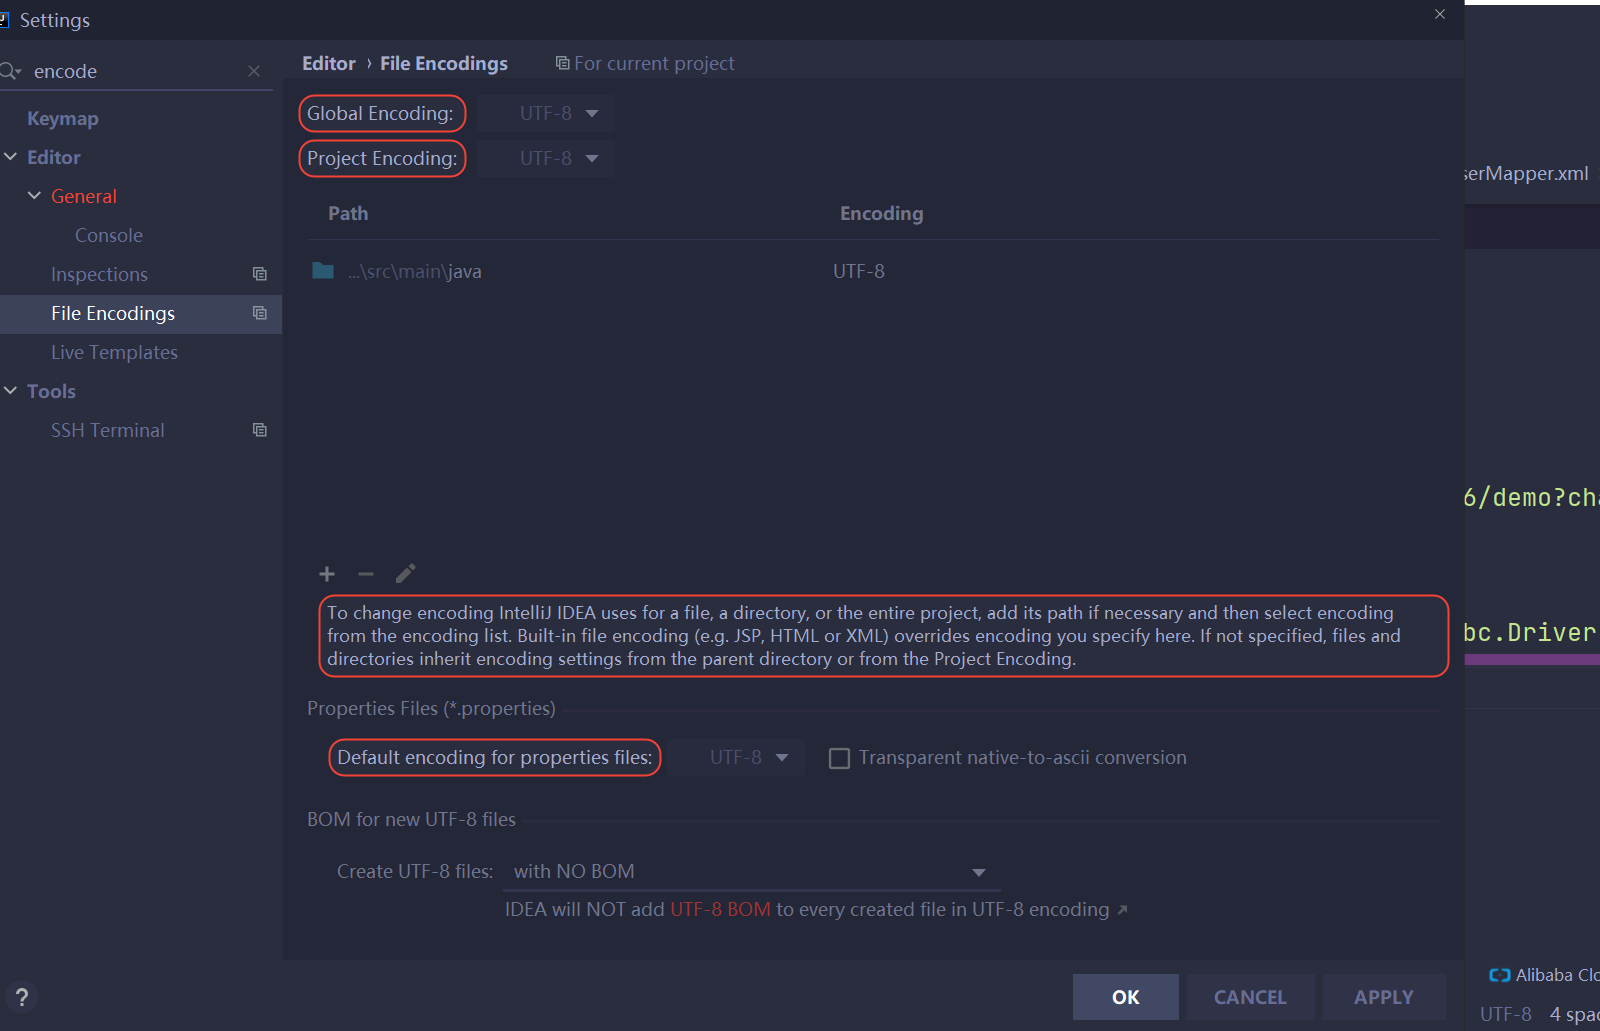 Settings
encode
Keymap
Editor
General
Console
Inspections
File Encodings
Live Templates
Tools
SSH Terminal
Editor › File Encodings
For current project
Global Encoding: UTF-8
Project Encoding: UTF-8
Path Encoding
...\src\main\java UTF-8
To change encoding IntelliJ IDEA uses for a file, a directory, or the entire project, add its path if necessary and then select encoding
from the encoding list. Built-in file encoding (e.g. JSP, HTML or XML) overrides encoding you specify here. If not specified, files and
directories inherit encoding settings from the parent directory or from the Project Encoding.
Properties Files (*.properties)
Default encoding for properties files: UTF-8 Transparent native-to-ascii conversion
BOM for new UTF-8 files
Create UTF-8 files: with NO BOM
IDEA will NOT add UTF-8 BOM to every created file in UTF-8 encoding ↗
?
OK CANCEL APPLY
serMapper.xml
6/demo?cha
bc.Driver
Alibaba Clo
UTF-8 4 spac